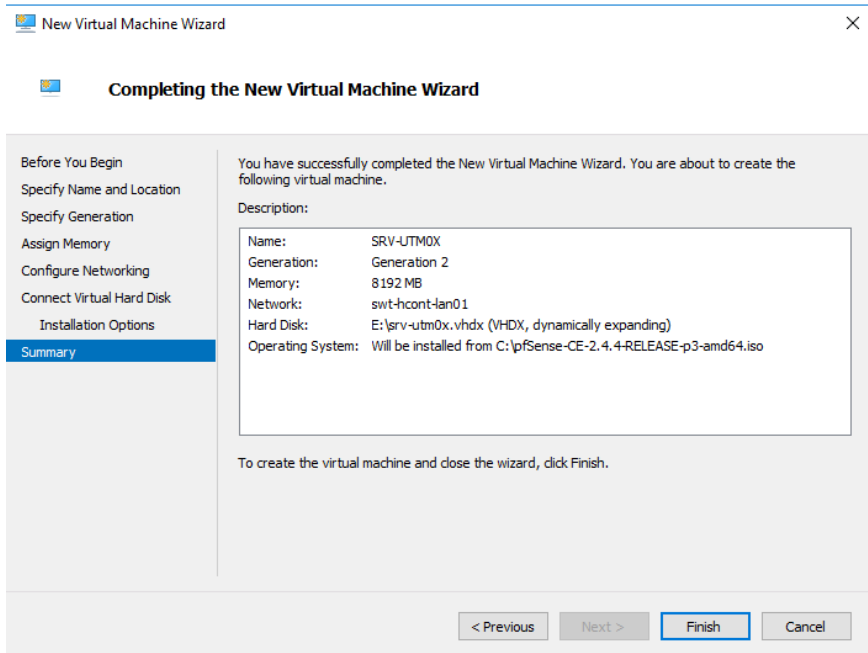 New Virtual Machine Wizard
Completing the New Virtual Machine Wizard
Before You Begin
Specify Name and Location
Specify Generation
Assign Memory
Configure Networking
Connect Virtual Hard Disk
Installation Options
Summary
You have successfully completed the New Virtual Machine Wizard. You are about to create the
following virtual machine.
Description:
Name: SRV-UTM0X
Generation: Generation 2
Memory: 8192 MB
Network: swt-hcont-lan01
Hard Disk: E:\srv-utm0x.vhdx (VHDX, dynamically expanding)
Operating System: Will be installed from C:\pfSense-CE-2.4.4-RELEASE-p3-amd64.iso
To create the virtual machine and close the wizard, click Finish.
< Previous Next > Finish Cancel